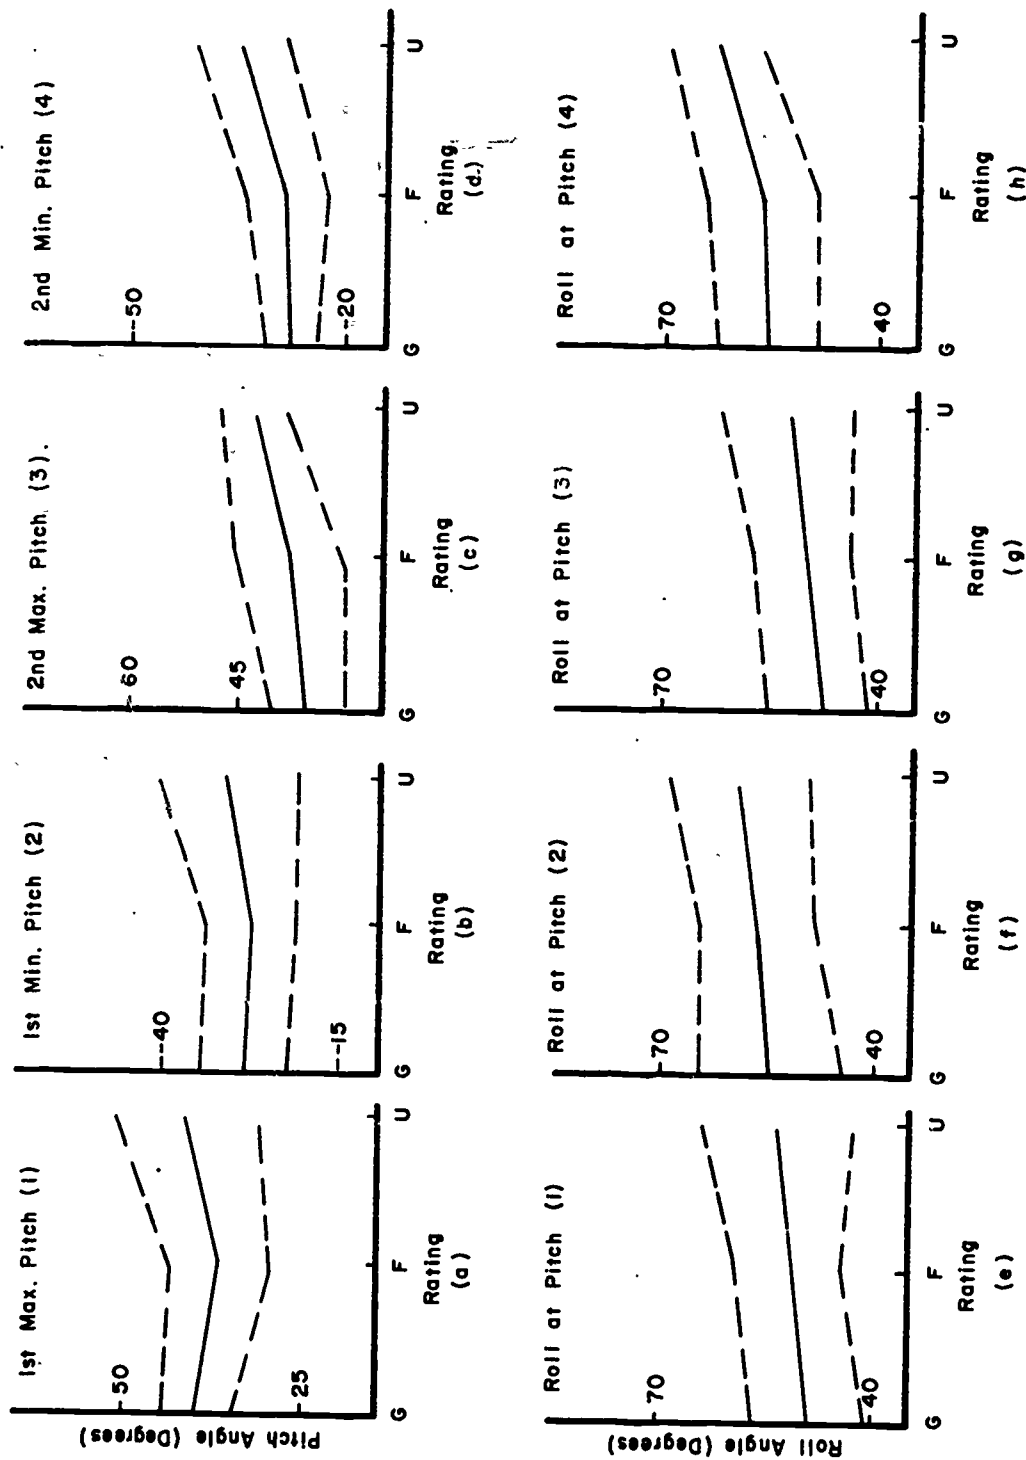 1st Max. Pitch (1)
50
25
Pitch Angle (Degrees)
G F U
Rating
(a)
1st Min. Pitch (2)
-40
-15
G F U
Rating
(b)
2nd Max. Pitch (3).
60
45
G F U
Rating
(c)
2nd Min. Pitch (4)
-50
-20
G F U
Rating
(d.)
Roll at Pitch (1)
70
40
Roll Angle (Degrees)
G F U
Rating
(e)
Roll at Pitch (2)
70
40
G F U
Rating
(f)
Roll at Pitch (3)
70
40
G F U
Rating
(g)
Roll at Pitch (4)
70
40
G F U
Rating
(h)